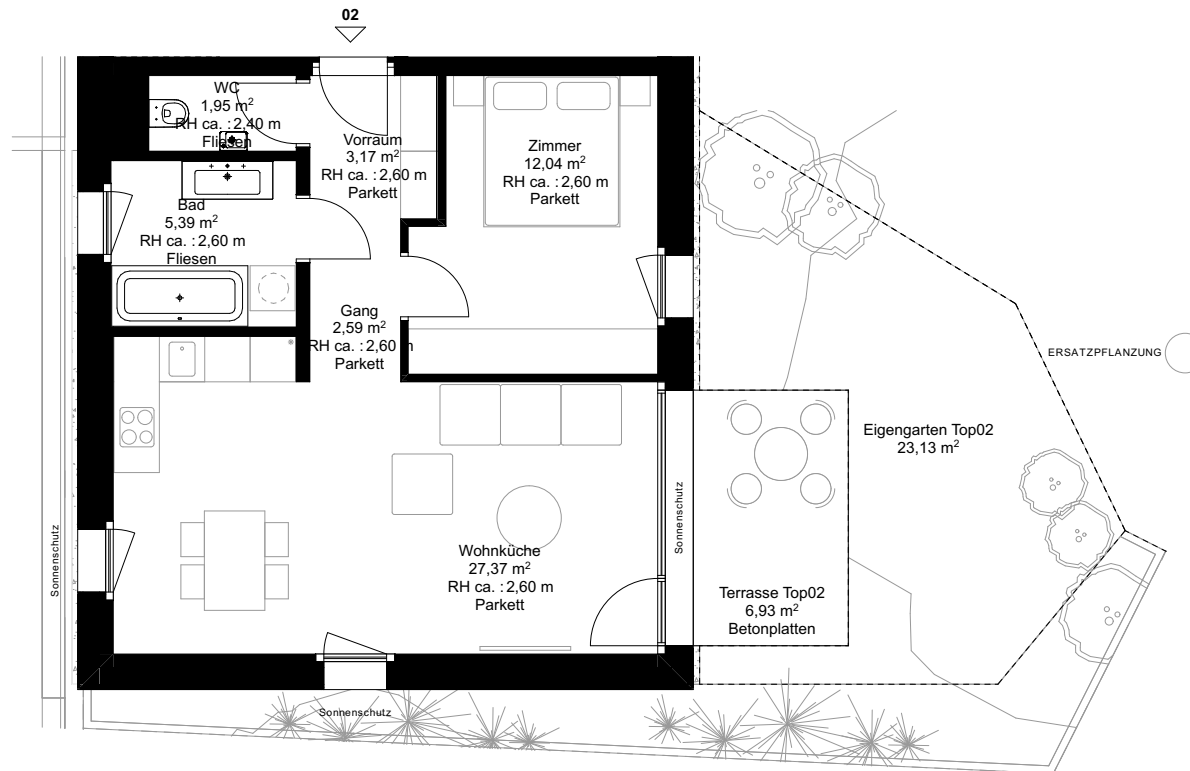 02
WC
1,95 m²
RH ca. : 2,40 m
Fliesen
Vorraum
3,17 m²
RH ca. : 2,60 m
Parkett
Zimmer
12,04 m²
RH ca. : 2,60 m
Parkett
Bad
5,39 m²
RH ca. : 2,60 m
Fliesen
Gang
2,59 m²
RH ca. : 2,60 m
Parkett
ERSATZPFLANZUNG
Eigengarten Top02
23,13 m²
Sonnenschutz
Sonnenschutz
Wohnküche
27,37 m²
RH ca. : 2,60 m
Parkett
Terrasse Top02
6,93 m²
Betonplatten
Sonnenschutz